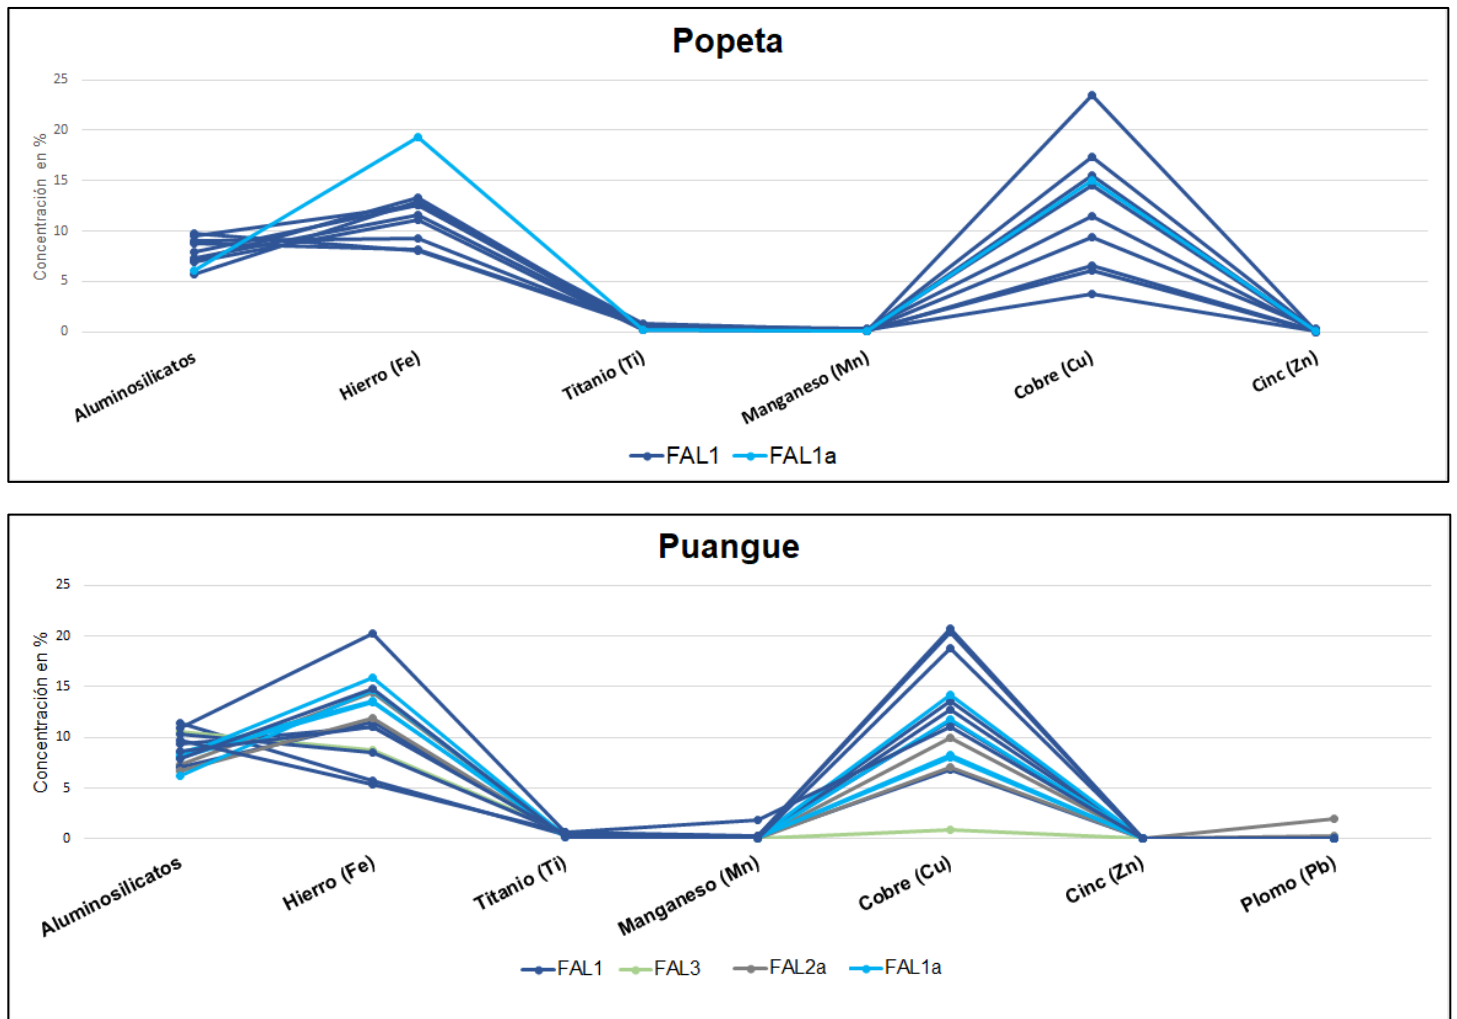 Popeta
Concentración en %
25
20
15
10
5
0
Aluminosilicatos
Hierro (Fe)
Titanio (Ti)
Manganeso (Mn)
Cobre (Cu)
Cinc (Zn)
FAL1 FAL1a
Puangue
Concentración en %
25
20
15
10
5
0
Aluminosilicatos
Hierro (Fe)
Titanio (Ti)
Manganeso (Mn)
Cobre (Cu)
Cinc (Zn)
Plomo (Pb)
FAL1 FAL3 FAL2a FAL1a